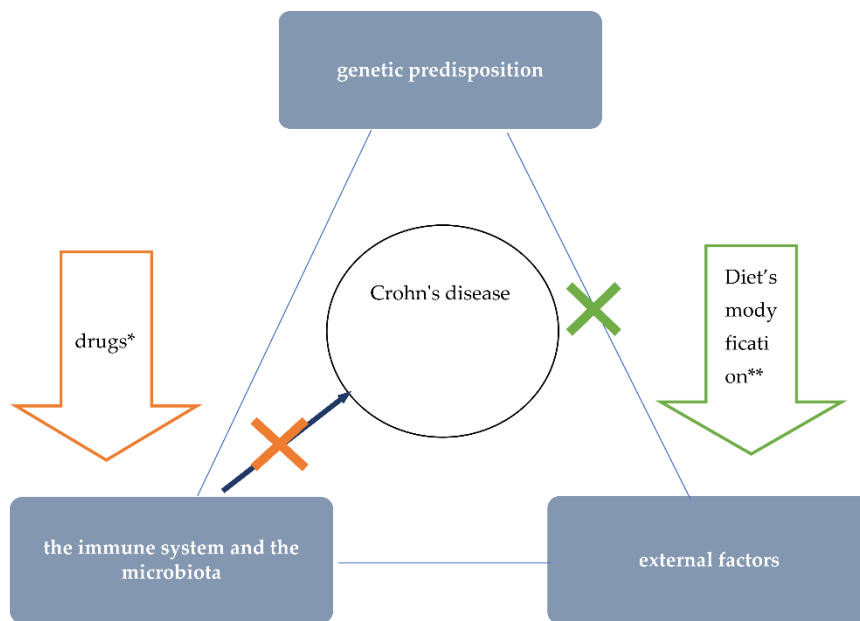 genetic predisposition
Crohn's disease
drugs*
Diet's
mody
ficati
on**
the immune system and the
microbiota
external factors